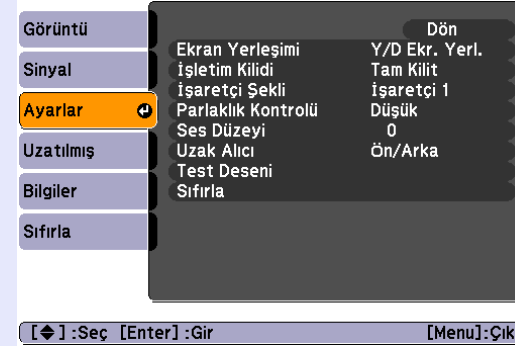 Görüntü
Sinyal
Ayarlar
Uzatılmış
Bilgiler
Sıfırla
Dön
Ekran Yerleşimi Y/D Ekr. Yerl.
İşletim Kilidi Tam Kilit
İşaretçi Şekli İşaretçi 1
Parlaklık Kontrolü Düşük
Ses Düzeyi 0
Uzak Alıcı Ön/Arka
Test Deseni
Sıfırla
[◆] :Seç [Enter] :Gir [Menu]:Çık